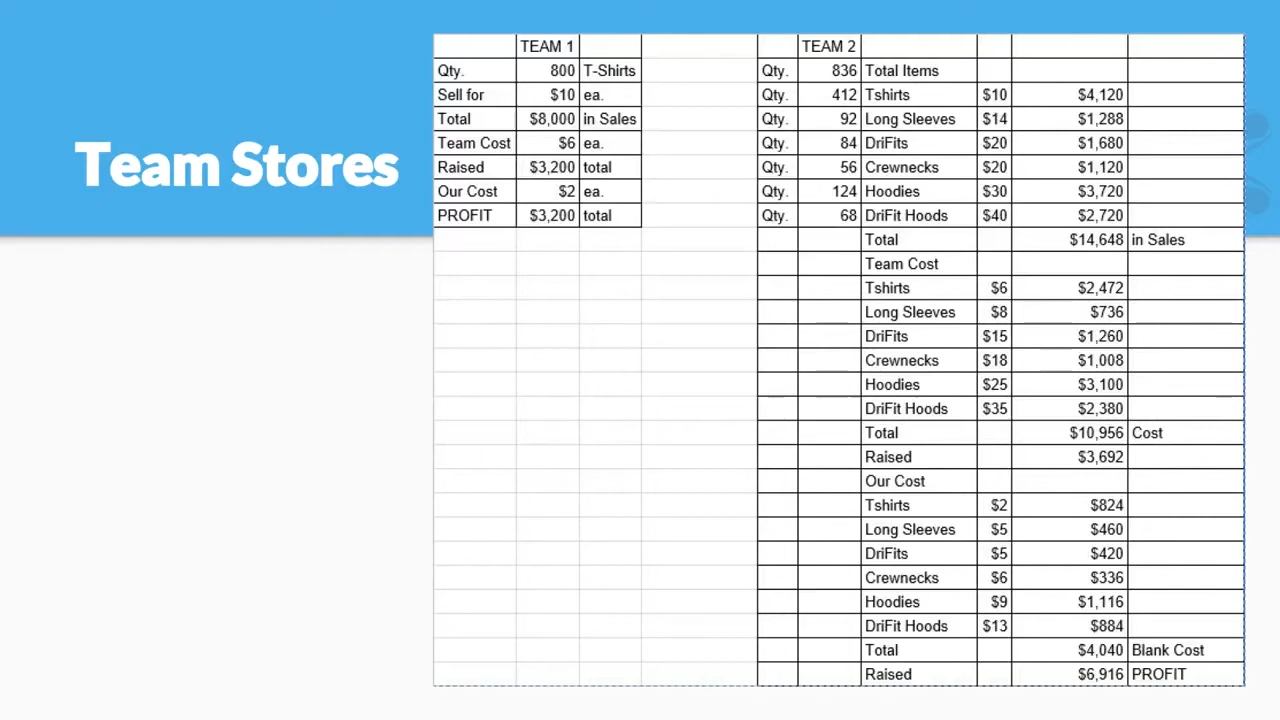 Team Stores
TEAM 1
Qty. 800 T-Shirts
Sell for $10 ea.
Total $8,000 in Sales
Team Cost $6 ea.
Raised $3,200 total
Our Cost $2 ea.
PROFIT $3,200 total
TEAM 2
Qty. 836 Total Items
Qty. 412 Tshirts $10 $4,120
Qty. 92 Long Sleeves $14 $1,288
Qty. 84 DriFits $20 $1,680
Qty. 56 Crewnecks $20 $1,120
Qty. 124 Hoodies $30 $3,720
Qty. 68 DriFit Hoods $40 $2,720
Total $14,648 in Sales
Team Cost
Tshirts $6 $2,472
Long Sleeves $8 $736
DriFits $15 $1,260
Crewnecks $18 $1,008
Hoodies $25 $3,100
DriFit Hoods $35 $2,380
Total $10,956 Cost
Raised $3,692
Our Cost
Tshirts $2 $824
Long Sleeves $5 $460
DriFits $5 $420
Crewnecks $6 $336
Hoodies $9 $1,116
DriFit Hoods $13 $884
Total $4,040 Blank Cost
Raised $6,916 PROFIT